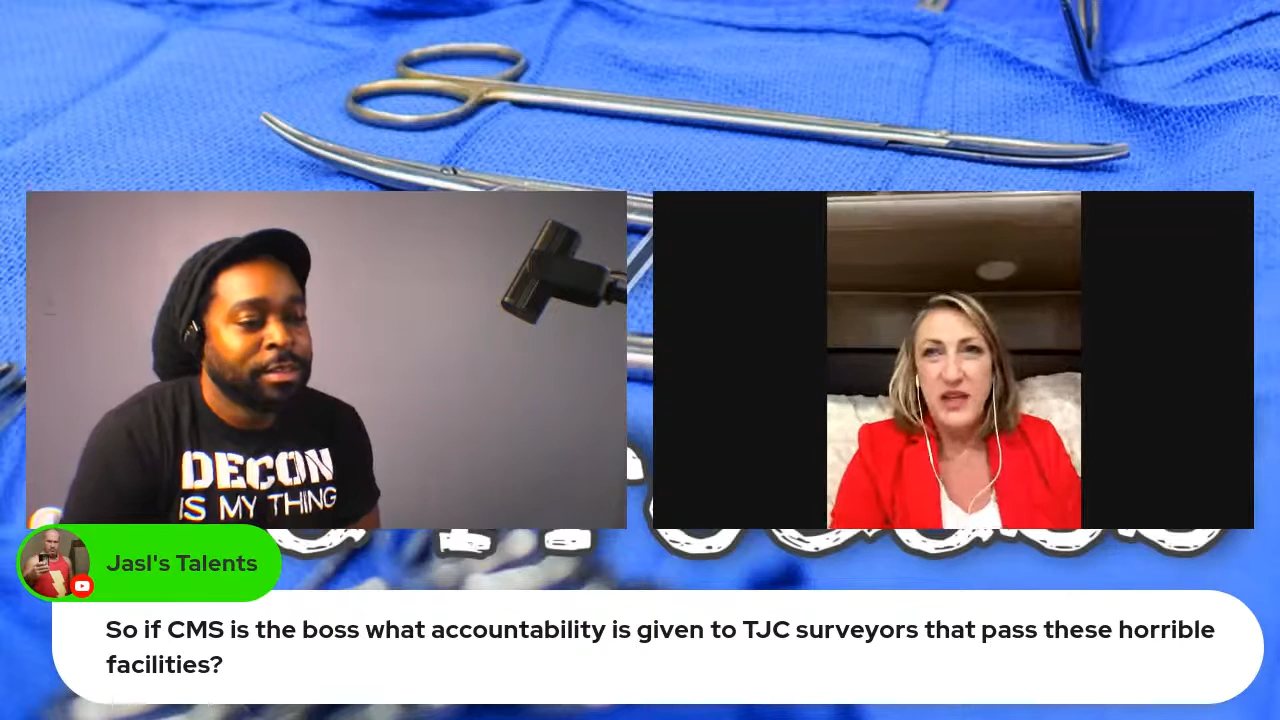 DECON
IS MY THING
Jasl's Talents
So if CMS is the boss what accountability is given to TJC surveyors that pass these horrible
facilities?